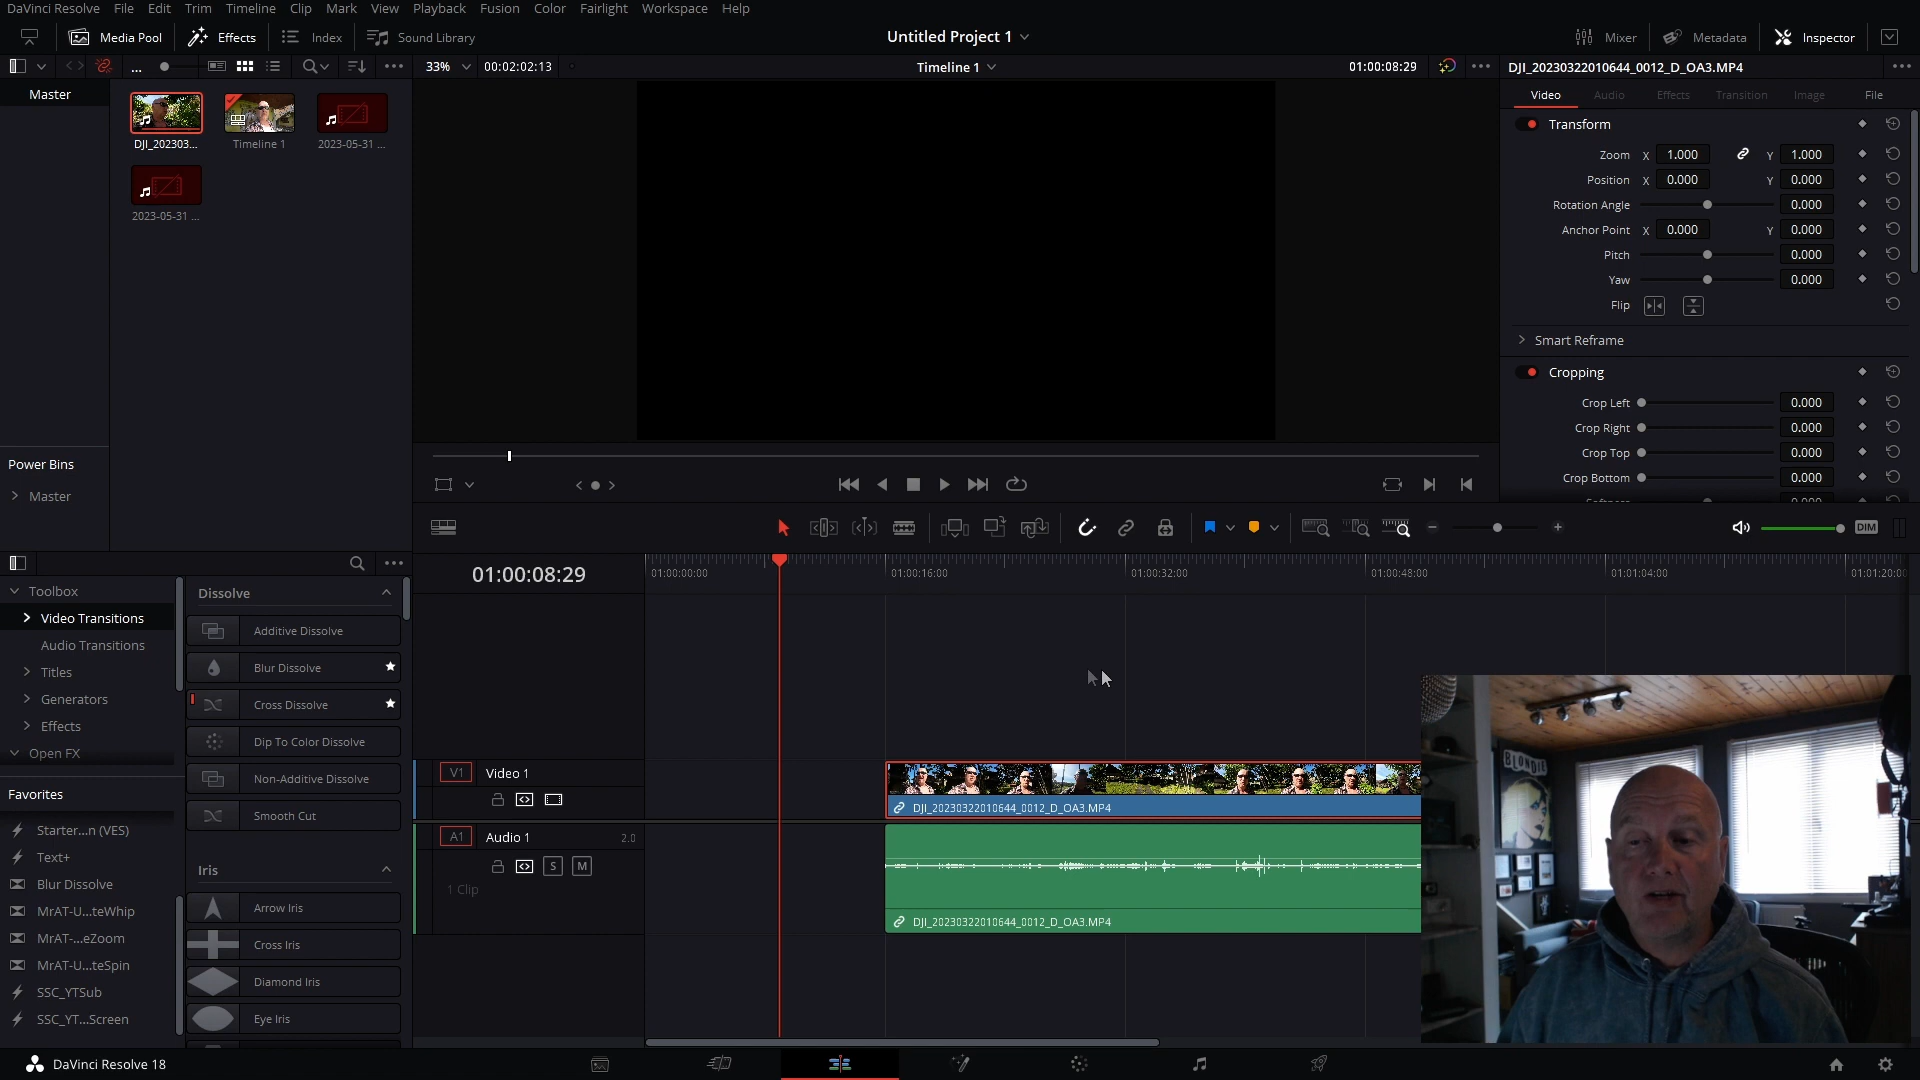 DaVinci Resolve File Edit Trim Timeline Clip Mark View Playback Fusion Color Fairlight Workspace Help
Media Pool Effects Index Sound Library Untitled Project 1 Mixer Metadata Inspector
... 33% 00:02:02:13 Timeline 1 01:00:08:29 DJI_20230322010644_0012_D_OA3.MP4
Master
Video Audio Effects Transition Image File
DJI_202303... Timeline 1 2023-05-31 ...
2023-05-31 ...
Transform
Zoom X 1.000 Y 1.000
Position X 0.000 Y 0.000
Rotation Angle 0.000
Anchor Point X 0.000 Y 0.000
Pitch 0.000
Yaw 0.000
Flip
Smart Reframe
Cropping
Crop Left 0.000
Crop Right 0.000
Crop Top 0.000
Crop Bottom 0.000
Power Bins
Master
DIM
Toolbox
Video Transitions
Audio Transitions
Titles
Generators
Effects
Open FX
Favorites
Starter...n (VES)
Text+
Blur Dissolve
MrAT-U...teWhip
MrAT-...eZoom
MrAT-U...teSpin
SSC_YTSub
SSC_YT...Screen
Dissolve
Additive Dissolve
Blur Dissolve
Cross Dissolve
Dip To Color Dissolve
Non-Additive Dissolve
Smooth Cut
Iris
Arrow Iris
Cross Iris
Diamond Iris
Eye Iris
01:00:08:29
01:00:00:00 01:00:16:00 01:00:32:00 01:00:48:00 01:01:04:00 01:01:20:00
V1 Video 1
DJI_20230322010644_0012_D_OA3.MP4
A1 Audio 1 2.0
S M
1 Clip
DJI_20230322010644_0012_D_OA3.MP4
BLONDIE
DaVinci Resolve 18